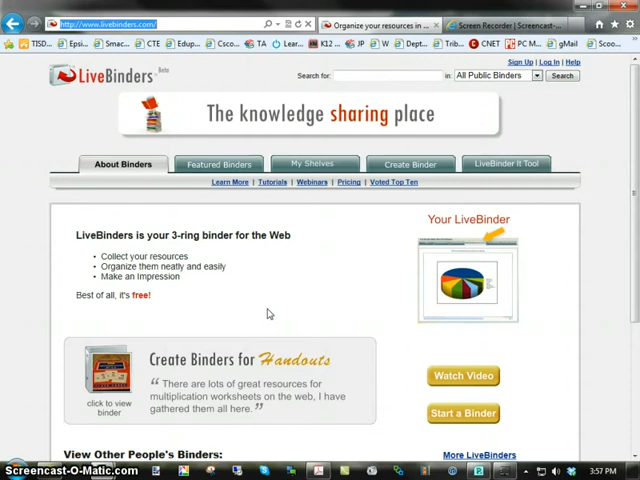 http://www.livebinders.com/
Organize your resources in ...
Screen Recorder | Screencast-...
TISD...
Epsi...
Smac...
CTE
Edup...
Csco...
TA
Lear...
K12 ...
JP
W
Dist...
Trib...
CNET
PC M...
gMail
Scoo...
Sign Up | Log In | Help
LiveBinders Beta
Search for:
in:
All Public Binders
Search
The knowledge sharing place
About Binders
Featured Binders
My Shelves
Create Binder
LiveBinder It Tool
Learn More | Tutorials | Webinars | Pricing | Voted Top Ten
LiveBinders is your 3-ring binder for the Web
• Collect your resources
• Organize them neatly and easily
• Make an Impression
Best of all, it's free!
Your LiveBinder
Create Binders for Handouts
“ There are lots of great resources for
multiplication worksheets on the web, I have
gathered them all here. ”
click to view
binder
Watch Video
Start a Binder
View Other People's Binders:
More LiveBinders
Screencast-O-Matic.com
3:57 PM